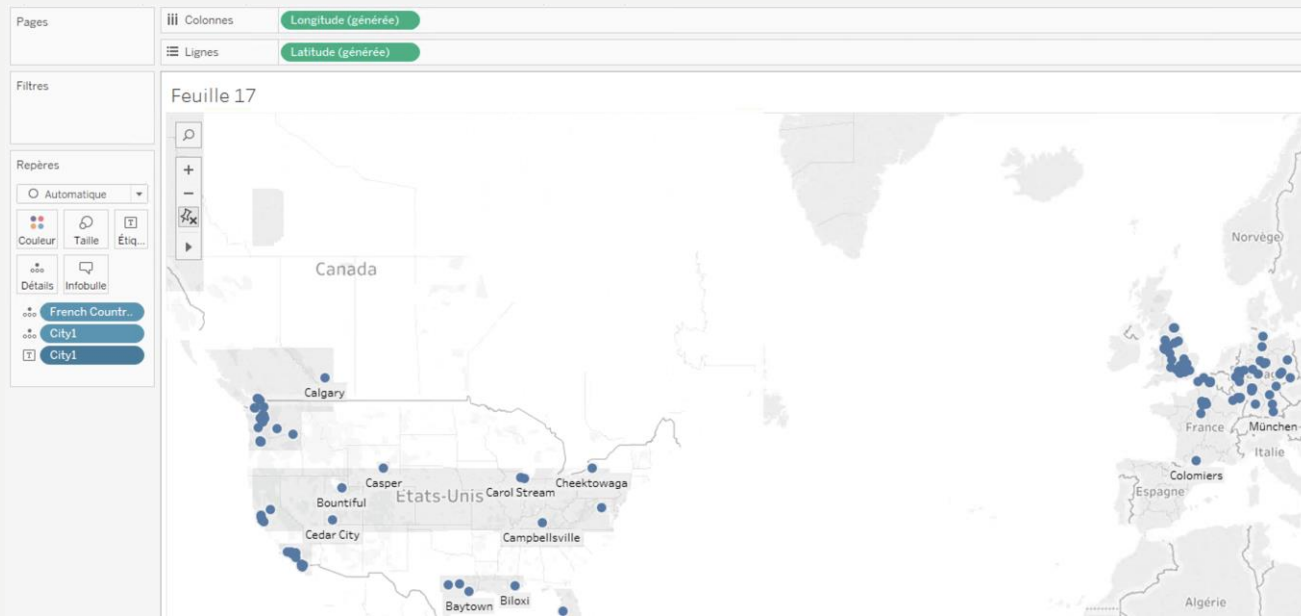 Pages
Colonnes
Longitude (générée)
Lignes
Latitude (générée)
Filtres
Feuille 17
Repères
Automatique
Couleur
Taille
Étiq...
Détails
Infobulle
French Countr..
City1
City1
Canada
Norvège
Calgary
Casper
Bountiful
États-Unis
Carol Stream
Cheektowaga
Cedar City
Campbellsville
Baytown
Biloxi
France
München
Italie
Colomiers
Espagne
Algérie